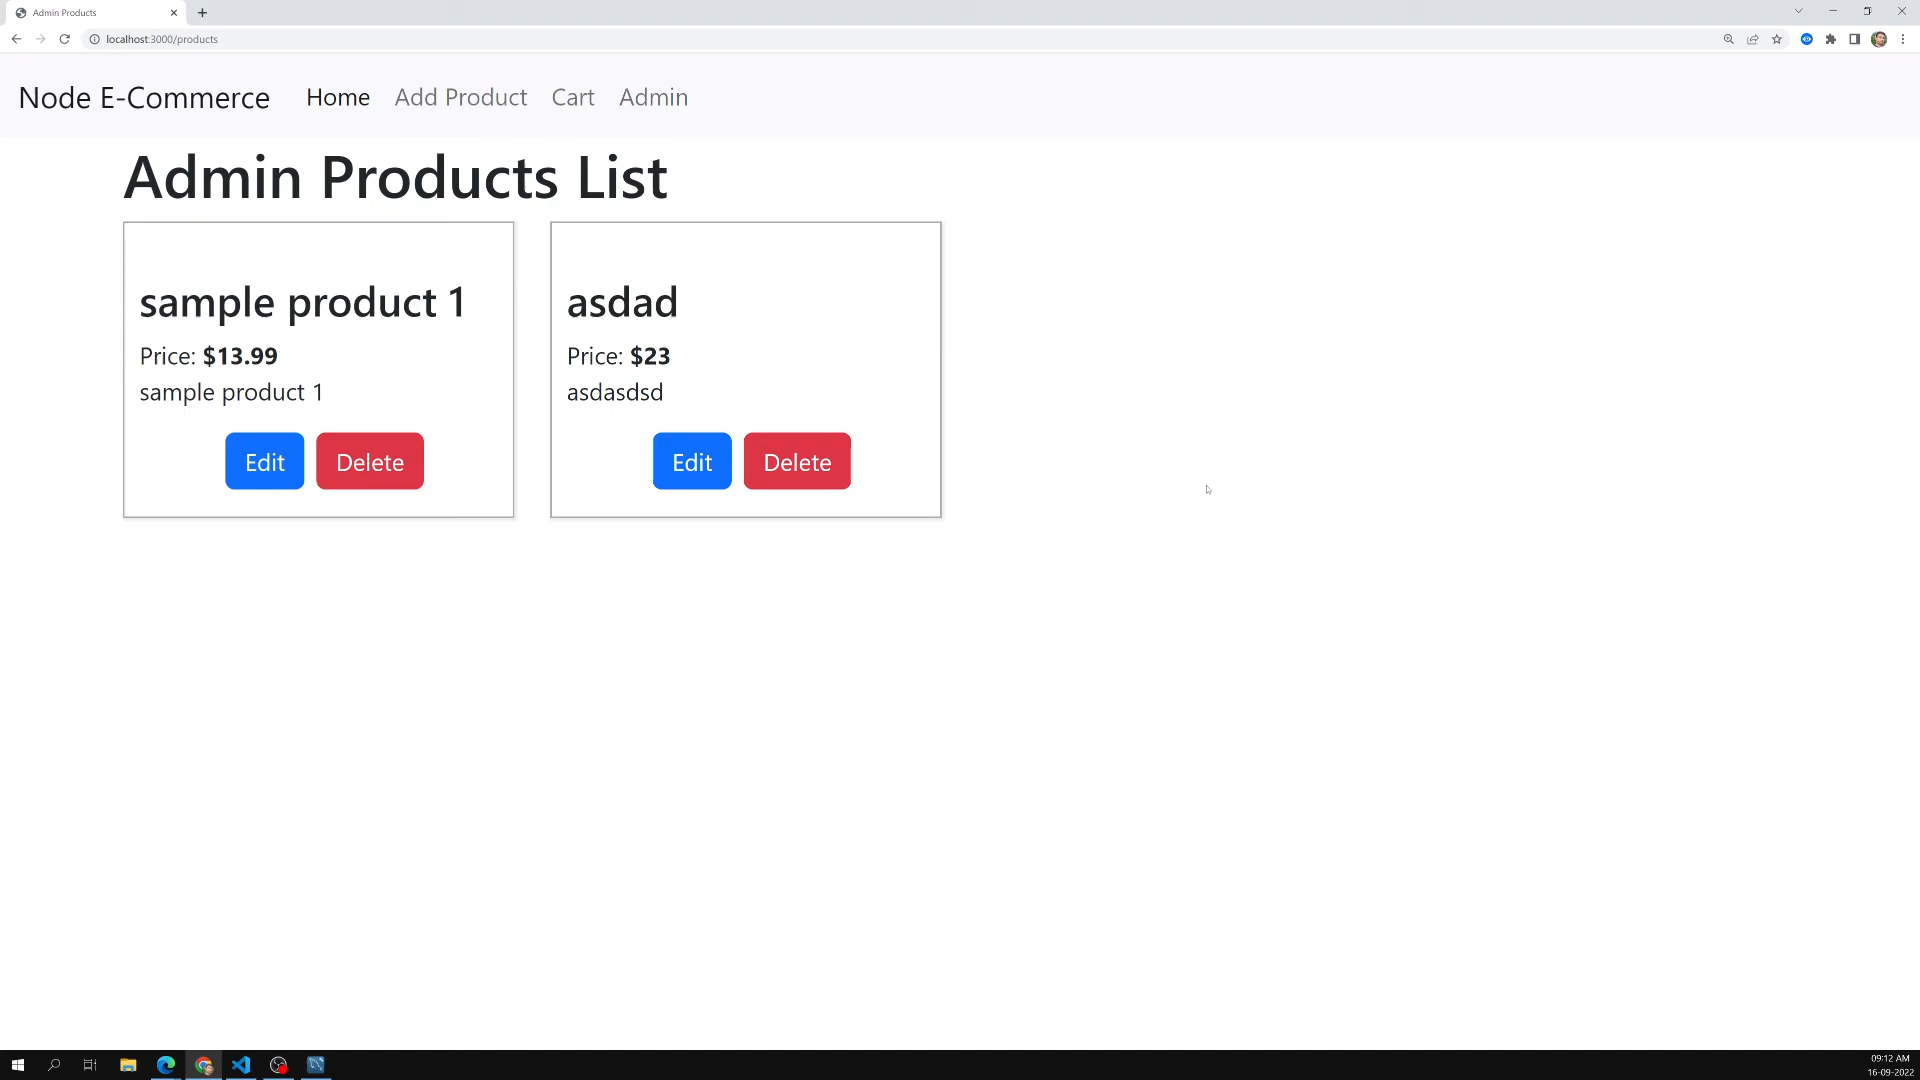 Admin Products
localhost:3000/products
Node E-Commerce Home Add Product Cart Admin
Admin Products List
sample product 1
Price: $13.99
sample product 1
Edit Delete
asdad
Price: $23
asdasdsd
Edit Delete
09:12 AM
16-09-2022